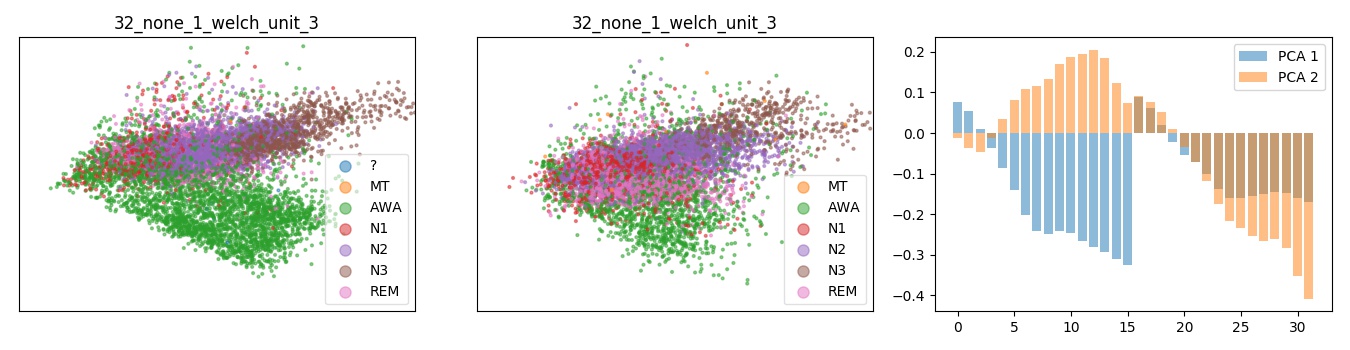 32_none_1_welch_unit_3
?
MT
AWA
N1
N2
N3
REM
32_none_1_welch_unit_3
MT
AWA
N1
N2
N3
REM
PCA 1
PCA 2
0.2
0.1
0.0
−0.1
−0.2
−0.3
−0.4
0 5 10 15 20 25 30